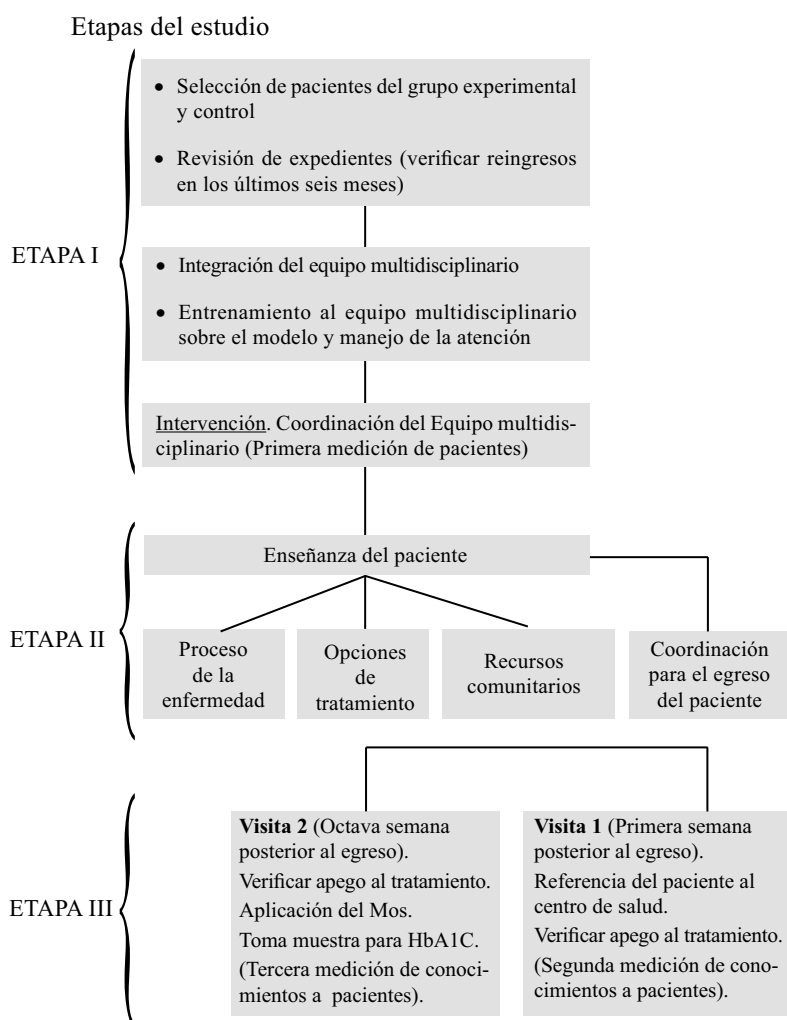 Etapas del estudio
ETAPA I
• Selección de pacientes del grupo experimental
y control
• Revisión de expedientes (verificar reingresos
en los últimos seis meses)
• Integración del equipo multidisciplinario
• Entrenamiento al equipo multidisciplinario
sobre el modelo y manejo de la atención
Intervención. Coordinación del Equipo multidis-
ciplinario (Primera medición de pacientes)
ETAPA II
Enseñanza del paciente
Proceso
de la
enfermedad
Opciones
de
tratamiento
Recursos
comunitarios
Coordinación
para el egreso
del paciente
ETAPA III
Visita 2 (Octava semana
posterior al egreso).
Verificar apego al tratamiento.
Aplicación del Mos.
Toma muestra para HbA1C.
(Tercera medición de conoci-
mientos a pacientes).
Visita 1 (Primera semana
posterior al egreso).
Referencia del paciente al
centro de salud.
Verificar apego al tratamiento.
(Segunda medición de cono-
cimientos a pacientes).